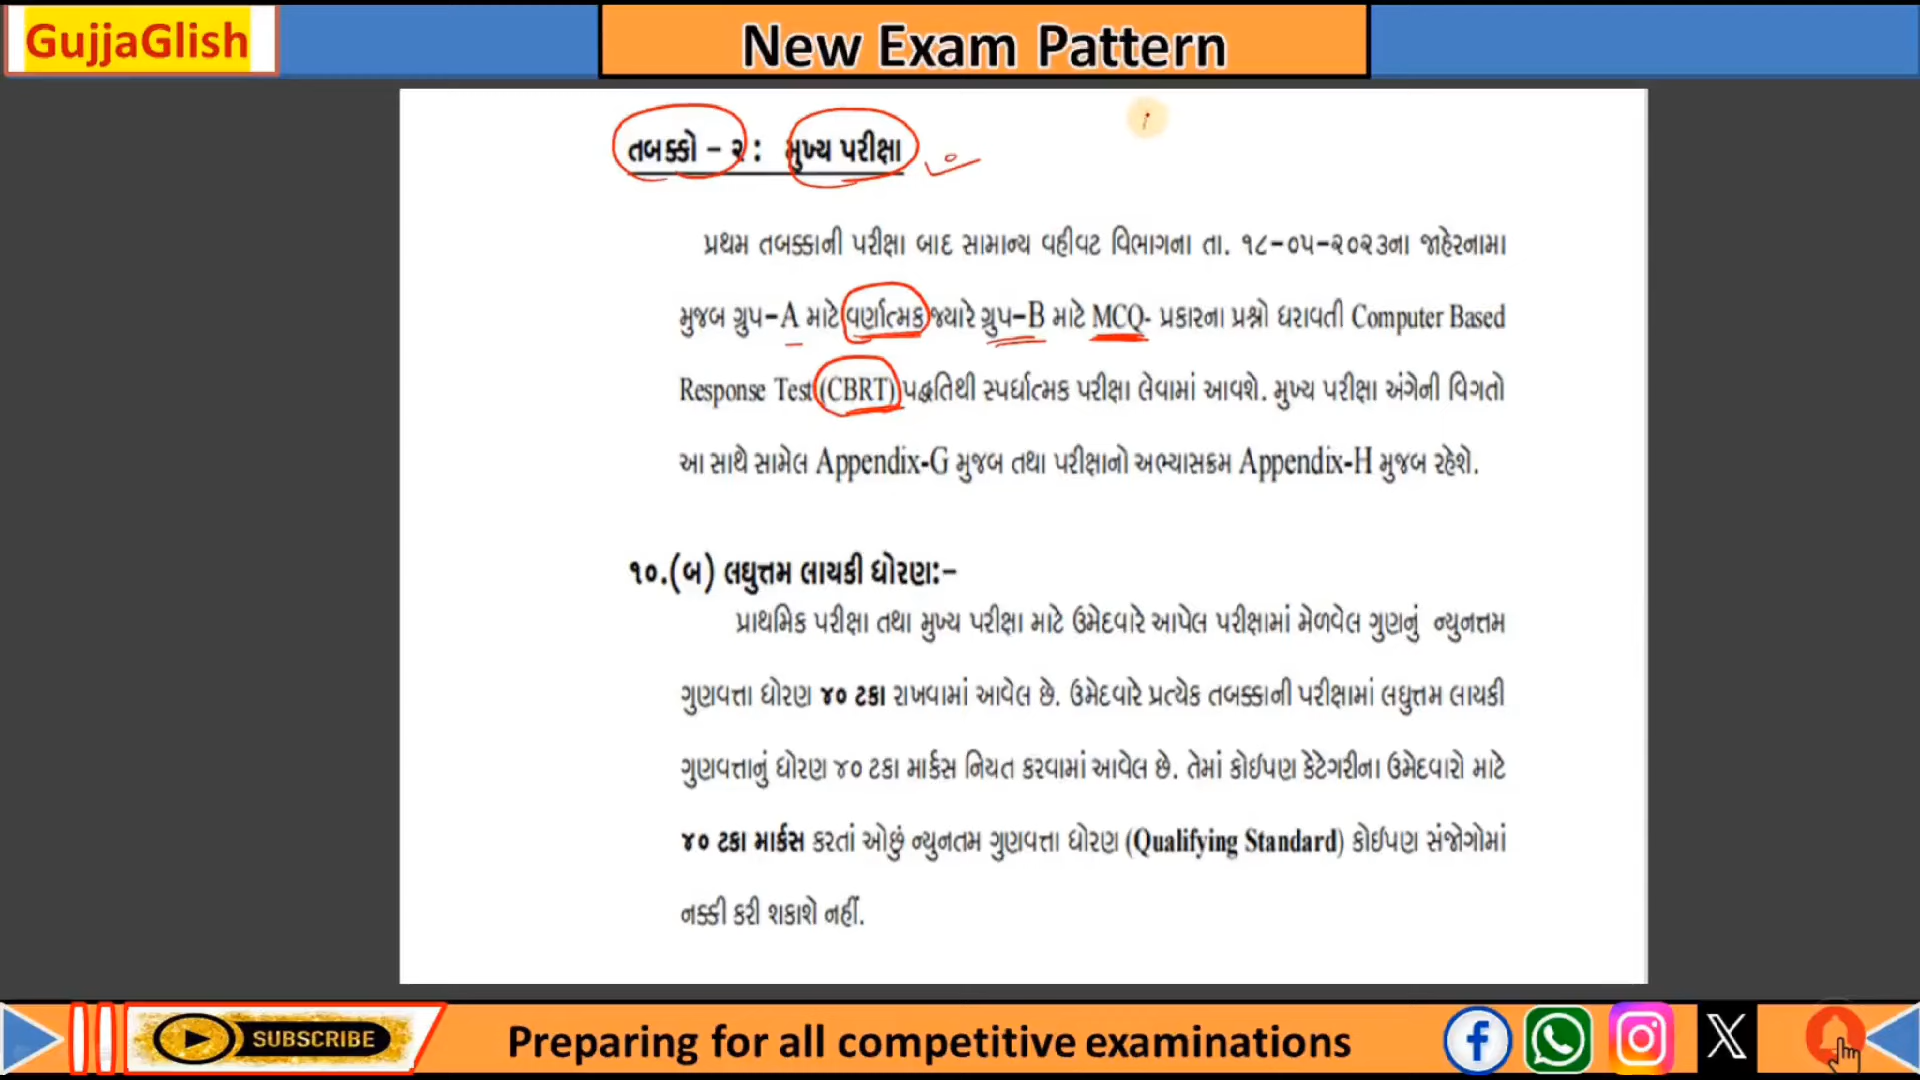 GujjaGlish
New Exam Pattern
તબક્કો - ૨ : મુખ્ય પરીક્ષા
પ્રથમ તબક્કાની પરીક્ષા બાદ સામાન્ય વહીવટ વિભાગના તા. ૧૮-૦૫-૨૦૨૩ના જાહેરનામા
મુજબ ગ્રુપ-A માટે વર્ણાત્મક જ્યારે ગ્રુપ-B માટે MCQ- પ્રકારના પ્રશ્નો ધરાવતી Computer Based
Response Test (CBRT) પદ્ધતિથી સ્પર્ધાત્મક પરીક્ષા લેવામાં આવશે. મુખ્ય પરીક્ષા અંગેની વિગતો
આ સાથે સામેલ Appendix-G મુજબ તથા પરીક્ષાનો અભ્યાસક્રમ Appendix-H મુજબ રહેશે.
૧૦.(બ) લઘુત્તમ લાયકી ધોરણ:-
પ્રાથમિક પરીક્ષા તથા મુખ્ય પરીક્ષા માટે ઉમેદવારે આપેલ પરીક્ષામાં મેળવેલ ગુણનું ન્યુનત્તમ
ગુણવત્તા ધોરણ ૪૦ ટકા રાખવામાં આવેલ છે. ઉમેદવારે પ્રત્યેક તબક્કાની પરીક્ષામાં લઘુત્તમ લાયકી
ગુણવત્તાનું ધોરણ ૪૦ ટકા માર્કસ નિયત કરવામાં આવેલ છે. તેમાં કોઈપણ કેટેગરીના ઉમેદવારો માટે
૪૦ ટકા માર્કસ કરતાં ઓછું ન્યુનતમ ગુણવત્તા ધોરણ (Qualifying Standard) કોઈપણ સંજોગોમાં
નક્કી કરી શકાશે નહીં.
SUBSCRIBE
Preparing for all competitive examinations